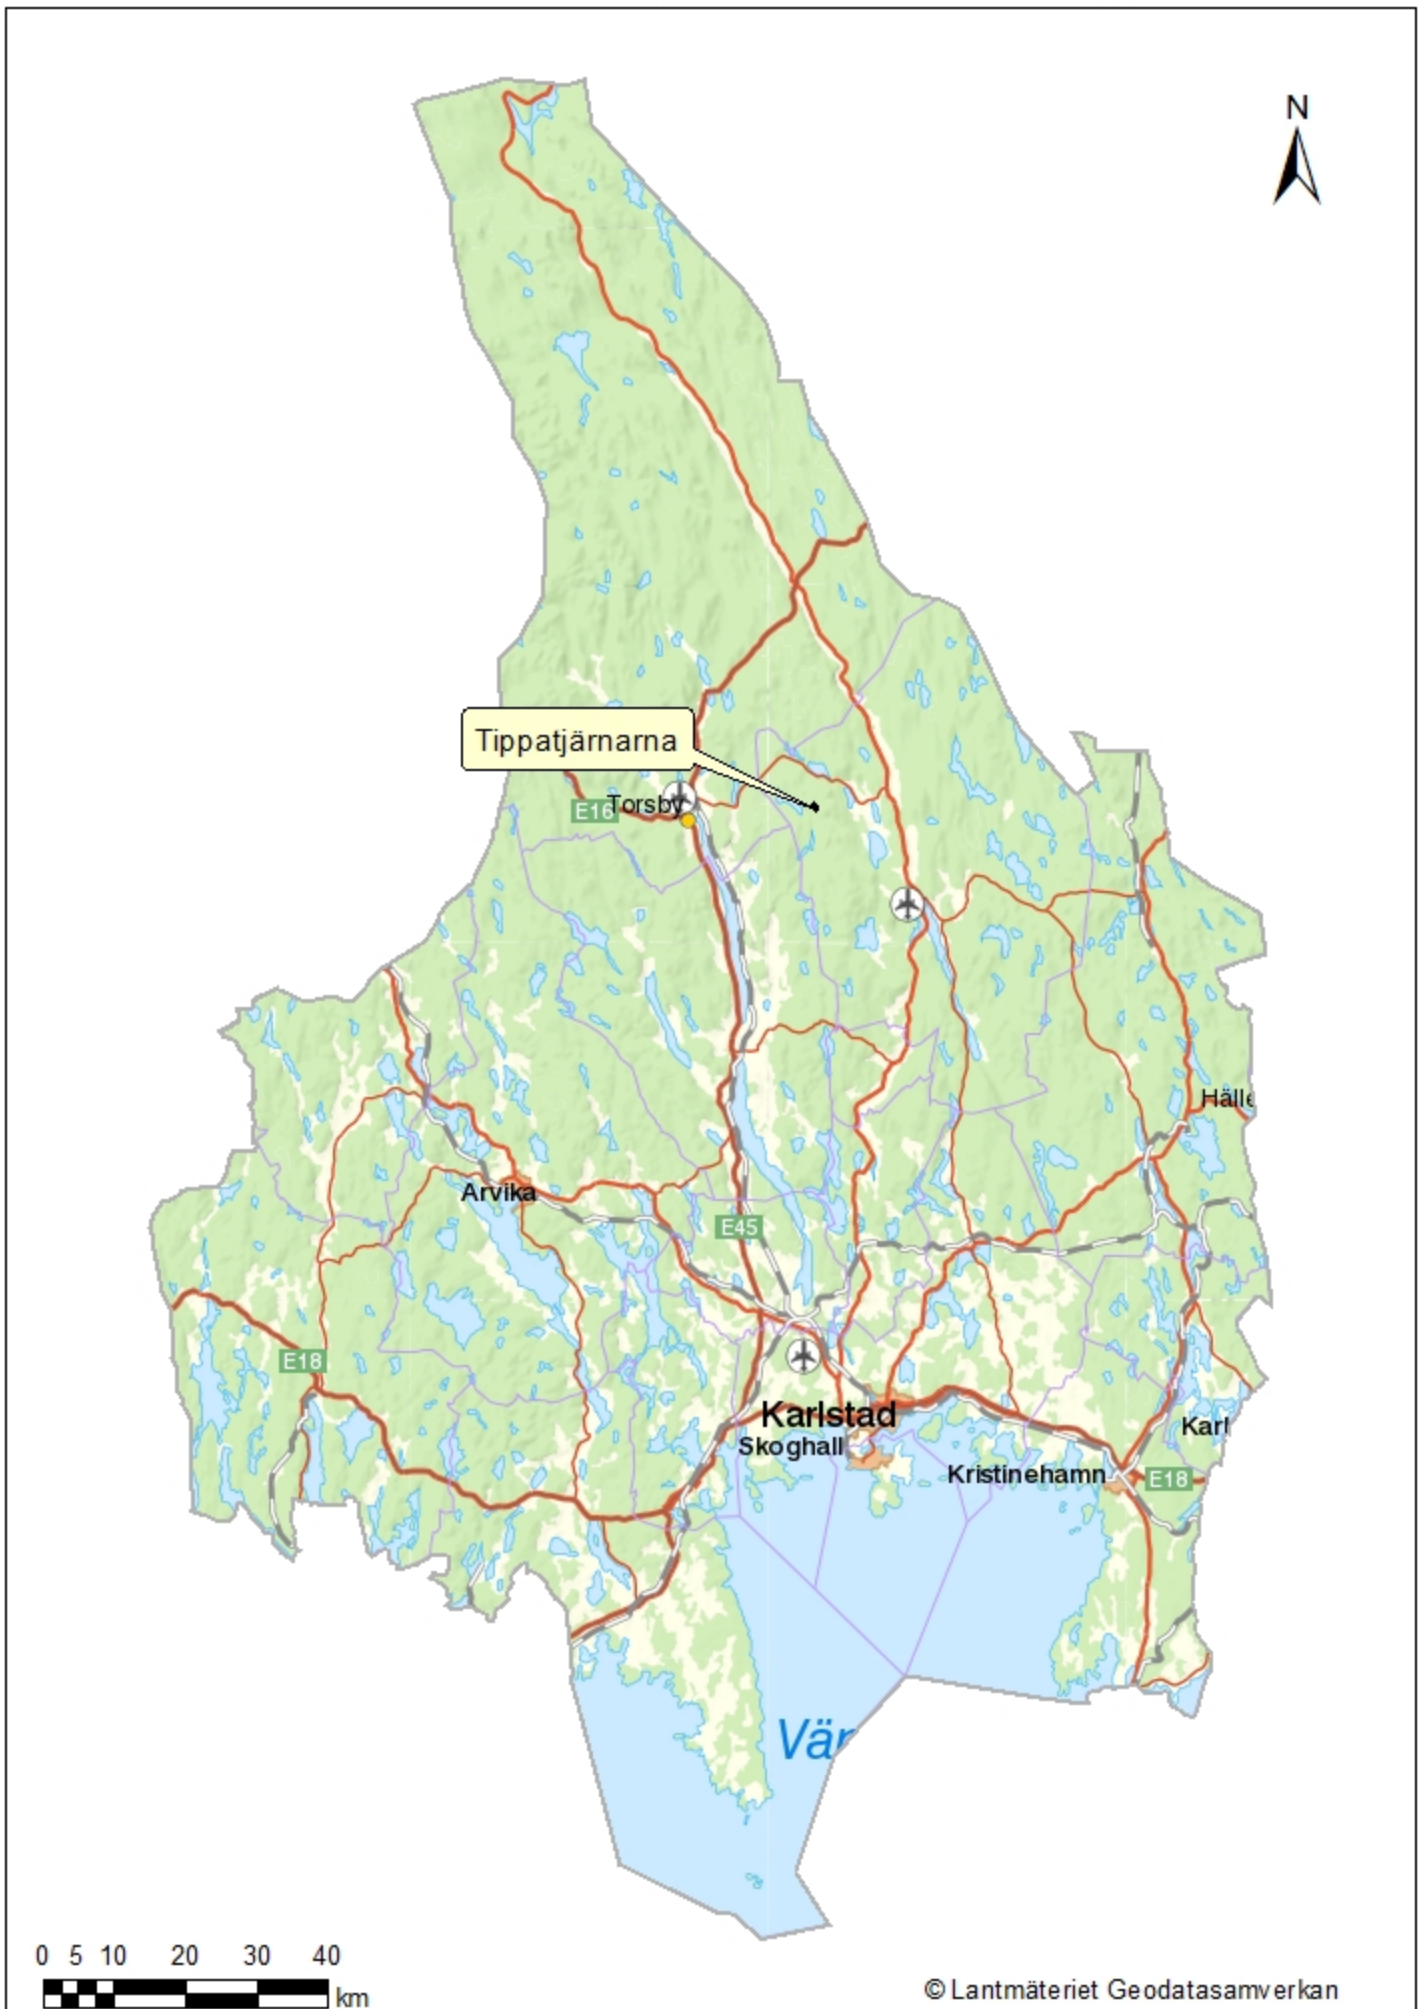 N
Tippatjärnarna
Torsby
E16
Hälle
Arvika
E45
E18
Karlstad
Skoghall
Karl
Kristinehamn
E18
Vän
0 5 10 20 30 40
km
© Lantmäteriet Geodatasamverkan